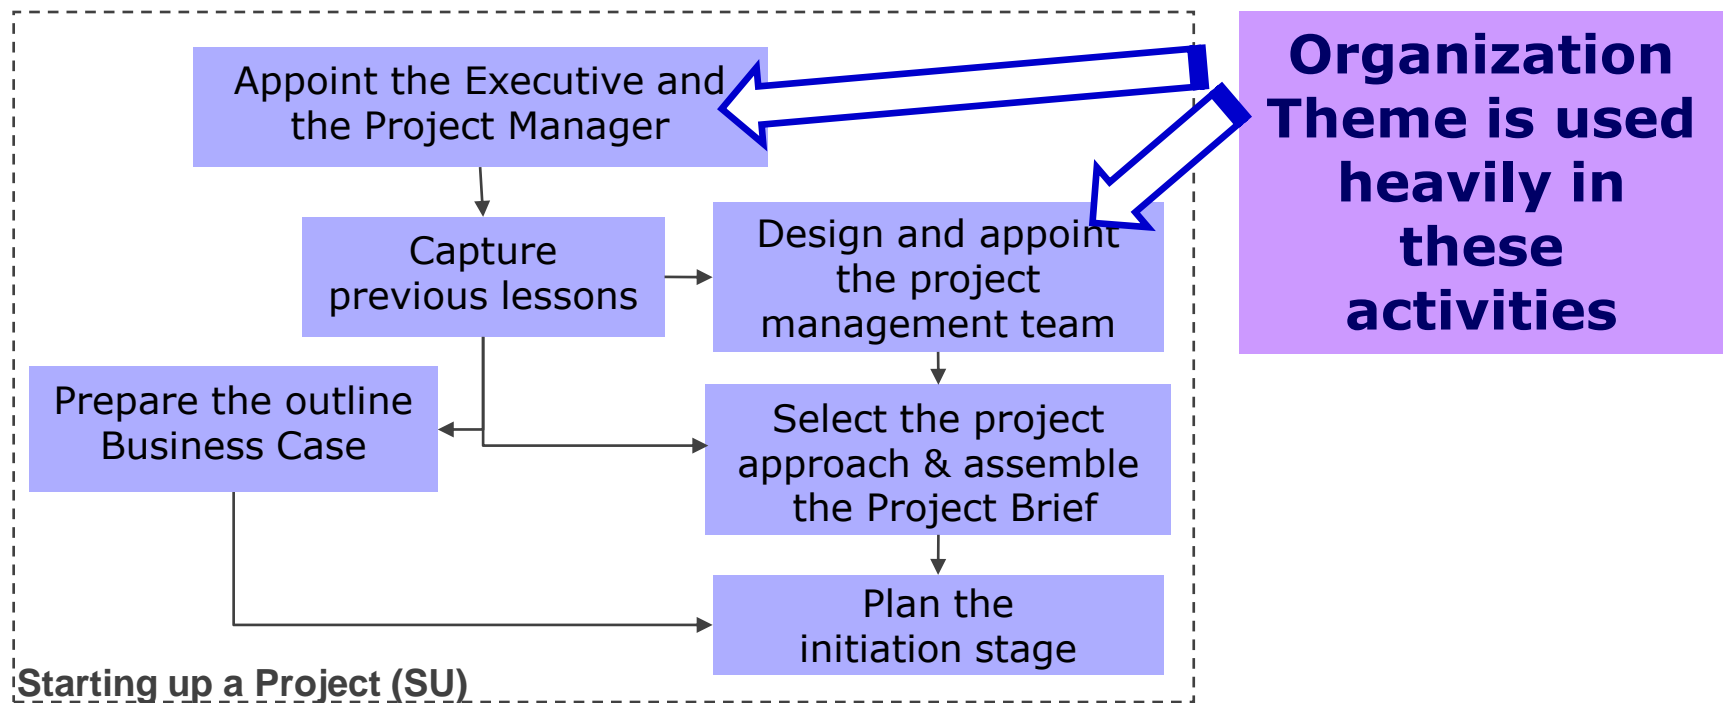 Appoint the Executive and
the Project Manager
Organization
Theme is used
heavily in
these
activities
Capture
previous lessons
Design and appoint
the project
management team
Prepare the outline
Business Case
Select the project
approach & assemble
the Project Brief
Plan the
initiation stage
Starting up a Project (SU)